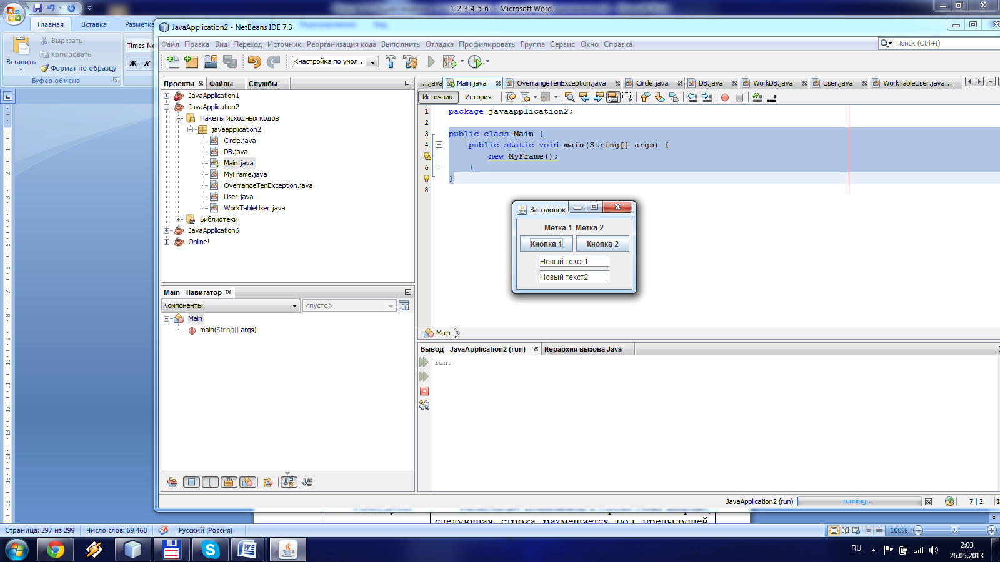 1-2-3-4-5-6- - Microsoft Word
Главная Вставка Разметка
Вставить
Вырезать
Копировать
Формат по образцу
Буфер обмена
Times Ne
Ж К
JavaApplication2 - NetBeans IDE 7.3
Файл Правка Вид Переход Источник Реорганизация кода Выполнить Отладка Профилировать Группа Сервис Окно Справка
Поиск (Ctrl+I)
<настройка по умол...
Проекты Файлы Службы
JavaApplication1
JavaApplication2
Пакеты исходных кодов
javaapplication2
Circle.java
DB.java
Main.java
MyFrame.java
OverrangeTenException.java
User.java
WorkTableUser.java
Библиотеки
JavaApplication6
Online!
Main - Навигатор
Компоненты <пусто>
Main
main(String[] args)
...java Main.java OverrangeTenException.java Circle.java DB.java WorkDB.java User.java WorkTableUser.java...
Источник История
1 package javaapplication2;
2
3 public class Main {
4 public static void main(String[] args) {
new MyFrame();
6 }
}
8
Заголовок
Метка 1 Метка 2
Кнопка 1 Кнопка 2
Новый текст1
Новый текст2
Main
Вывод - JavaApplication2 (run) Иерархия вызова Java
run:
JavaApplication2 (run) running... 7 | 2
следующая строка размещается под предыдущей
Страница: 297 из 299 Число слов: 69 468 Русский (Россия) 100%
RU 2:03
26.05.2013